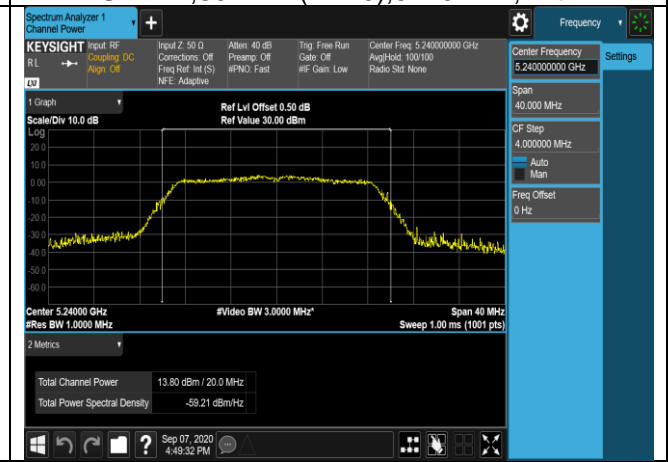 Spectrum Analyzer 1
Channel Power
Frequency
KEYSIGHT
RL
LXI
Input: RF
Coupling: DC
Align: Off
Input Z: 50 Ω
Corrections: Off
Freq Ref: Int (S)
NFE: Adaptive
Atten: 40 dB
Preamp: Off
#PNO: Fast
Trig: Free Run
Gate: Off
#IF Gain: Low
Center Freq: 5.240000000 GHz
Avg|Hold: 100/100
Radio Std: None
Center Frequency
5.240000000 GHz
Settings
Span
40.000 MHz
CF Step
4.000000 MHz
Auto
Man
Freq Offset
0 Hz
1 Graph
Scale/Div 10.0 dB
Ref Lvl Offset 0.50 dB
Ref Value 30.00 dBm
Log
20.0
10.0
0.00
-10.0
-20.0
-30.0
-40.0
-50.0
-60.0
Center 5.24000 GHz
#Video BW 3.0000 MHz*
Span 40 MHz
#Res BW 1.0000 MHz
Sweep 1.00 ms (1001 pts)
2 Metrics
Total Channel Power 13.80 dBm / 20.0 MHz
Total Power Spectral Density -59.21 dBm/Hz
?
Sep 07, 2020
4:49:32 PM